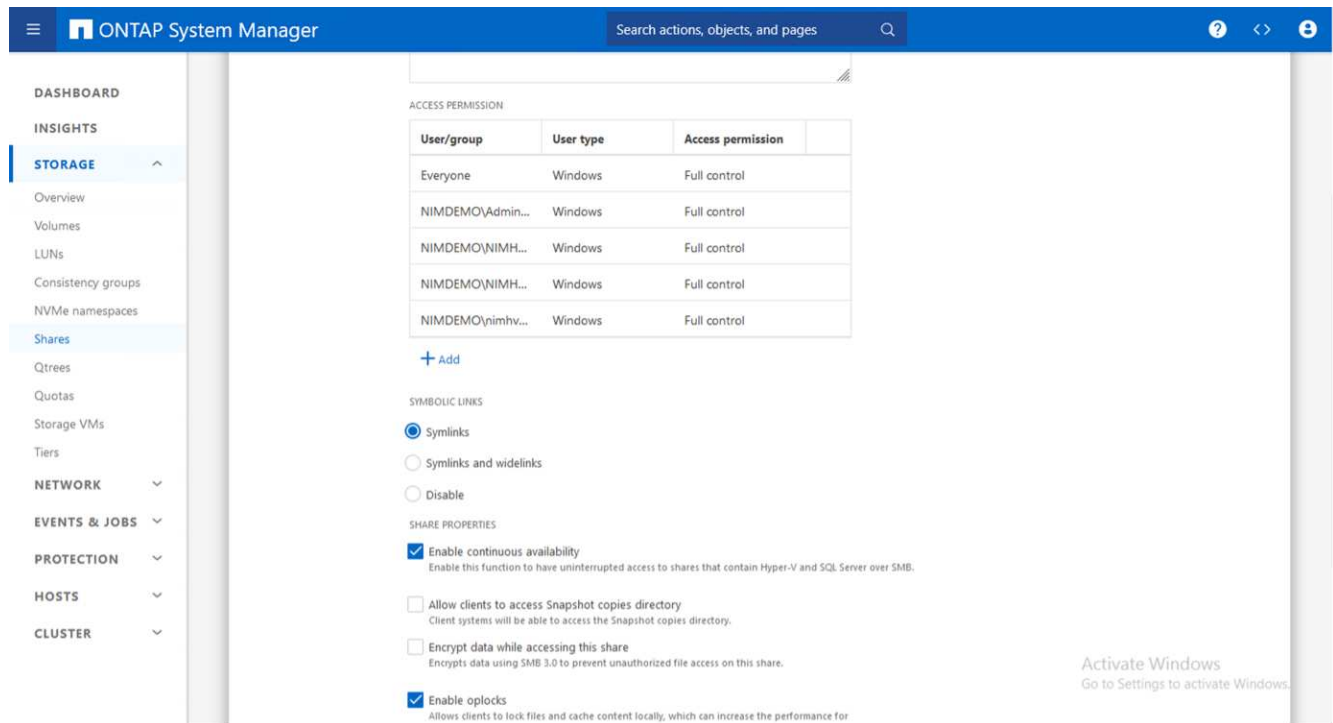 ONTAP System Manager
Search actions, objects, and pages
DASHBOARD
INSIGHTS
STORAGE
Overview
Volumes
LUNs
Consistency groups
NVMe namespaces
Shares
Qtrees
Quotas
Storage VMs
Tiers
NETWORK
EVENTS & JOBS
PROTECTION
HOSTS
CLUSTER
ACCESS PERMISSION
User/group User type Access permission
Everyone Windows Full control
NIMDEMO\Admin... Windows Full control
NIMDEMO\NIMH... Windows Full control
NIMDEMO\NIMH... Windows Full control
NIMDEMO\nimhv... Windows Full control
+ Add
SYMBOLIC LINKS
Symlinks
Symlinks and widelinks
Disable
SHARE PROPERTIES
Enable continuous availability
Enable this function to have uninterrupted access to shares that contain Hyper-V and SQL Server over SMB.
Allow clients to access Snapshot copies directory
Client systems will be able to access the Snapshot copies directory.
Encrypt data while accessing this share
Encrypts data using SMB 3.0 to prevent unauthorized file access on this share.
Enable oplocks
Allows clients to lock files and cache content locally, which can increase the performance for
Activate Windows
Go to Settings to activate Windows.